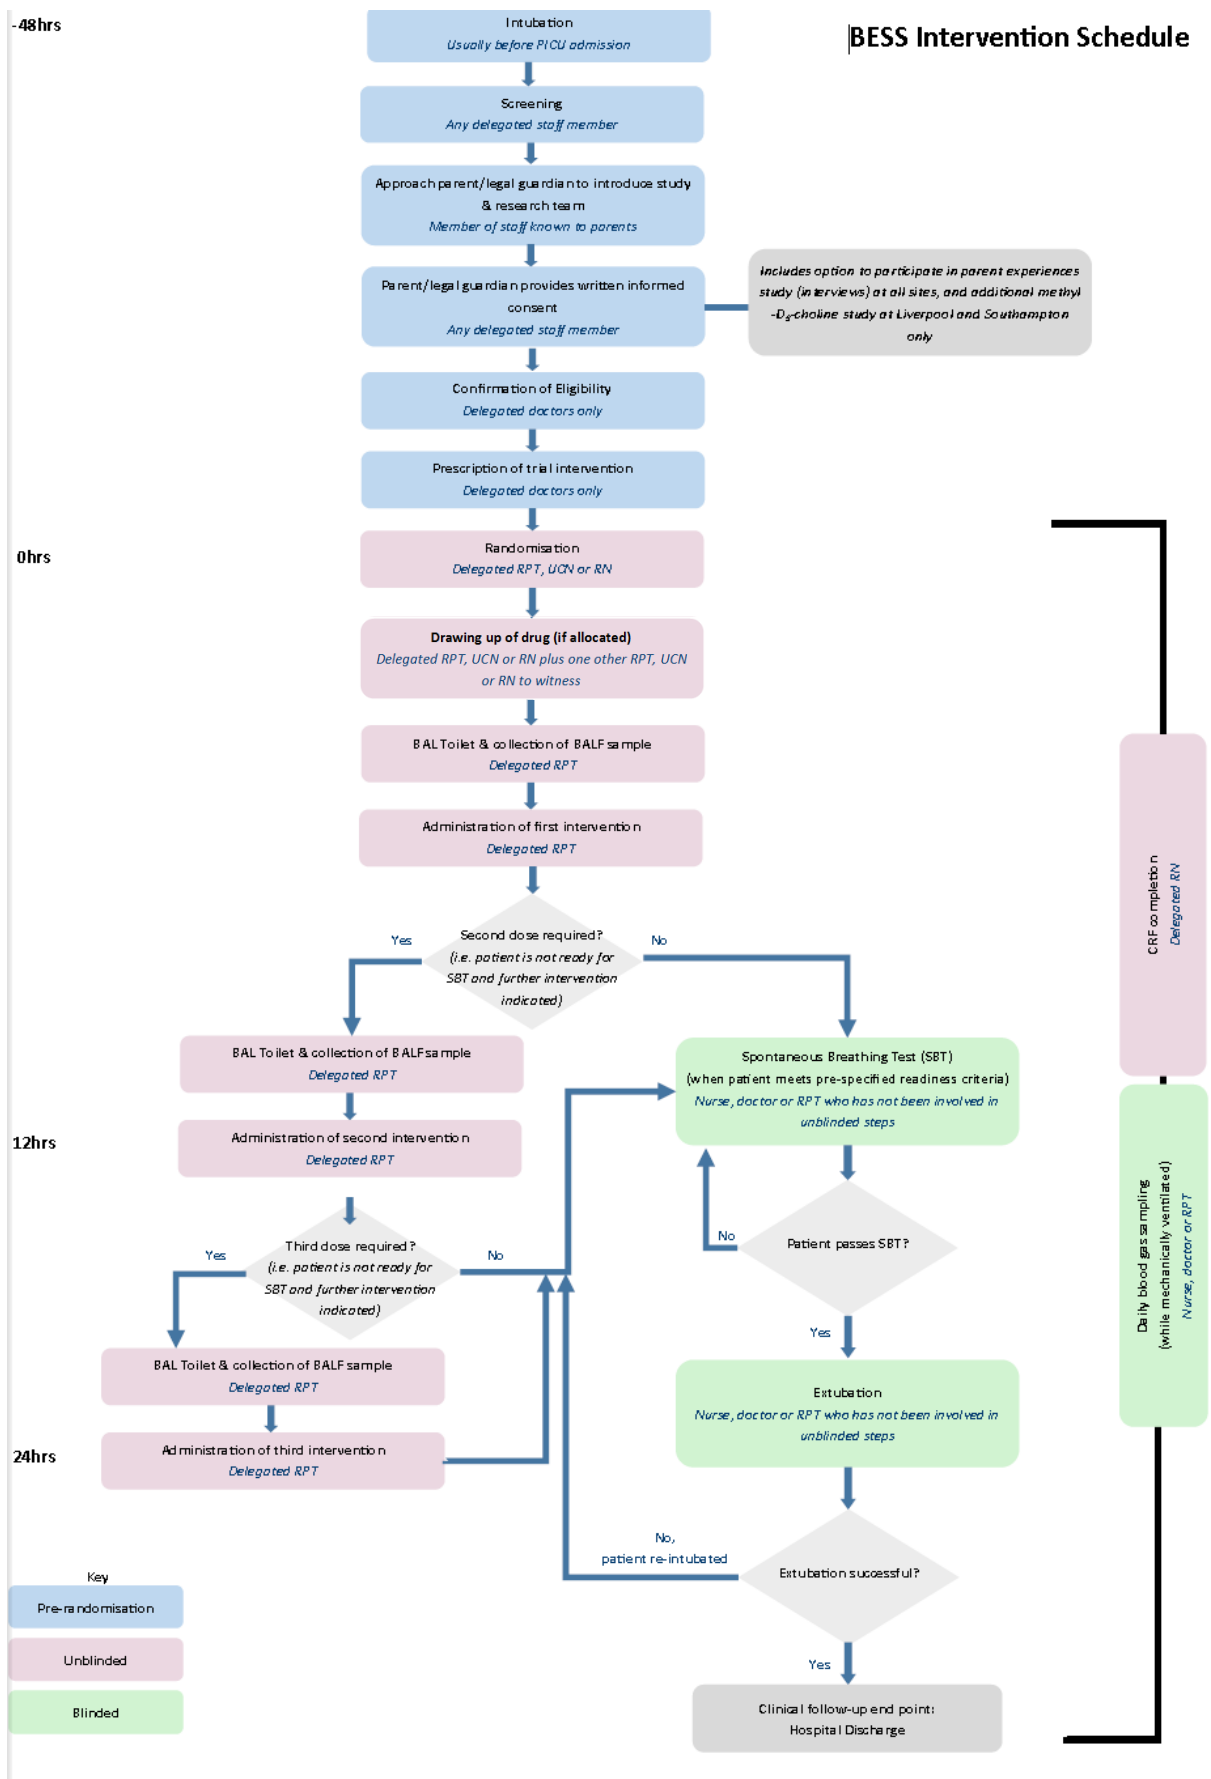 -48hrs
BESS Intervention Schedule
Intubation
Usually before PICU admission
Screening
Any delegated staff member
Approach parent/legal guardian to introduce study
& research team
Member of staff known to parents
Parent/legal guardian provides written informed
consent
Any delegated staff member
Includes option to participate in parent experiences
study (interviews) at all sites, and additional methyl
-D₉-choline study at Liverpool and Southampton
only
Confirmation of Eligibility
Delegated doctors only
Prescription of trial intervention
Delegated doctors only
0hrs
Randomisation
Delegated RPT, UCN or RN
Drawing up of drug (if allocated)
Delegated RPT, UCN or RN plus one other RPT, UCN
or RN to witness
BAL Toilet & collection of BALF sample
Delegated RPT
Administration of first intervention
Delegated RPT
Second dose required?
(i.e. patient is not ready for
SBT and further intervention
indicated)
Yes
No
BAL Toilet & collection of BALF sample
Delegated RPT
12hrs
Administration of second intervention
Delegated RPT
Third dose required?
(i.e. patient is not ready for
SBT and further intervention
indicated)
Yes
No
BAL Toilet & collection of BALF sample
Delegated RPT
24hrs
Administration of third intervention
Delegated RPT
Spontaneous Breathing Test (SBT)
(when patient meets pre-specified readiness criteria)
Nurse, doctor or RPT who has not been involved in
unblinded steps
Patient passes SBT?
No
Yes
Extubation
Nurse, doctor or RPT who has not been involved in
unblinded steps
Extubation successful?
No,
patient re-intubated
Yes
Clinical follow-up end point:
Hospital Discharge
CRF completion
Delegated RN
Daily blood gas sampling
(while mechanically ventilated)
Nurse, doctor or RPT
Key
Pre-randomisation
Unblinded
Blinded